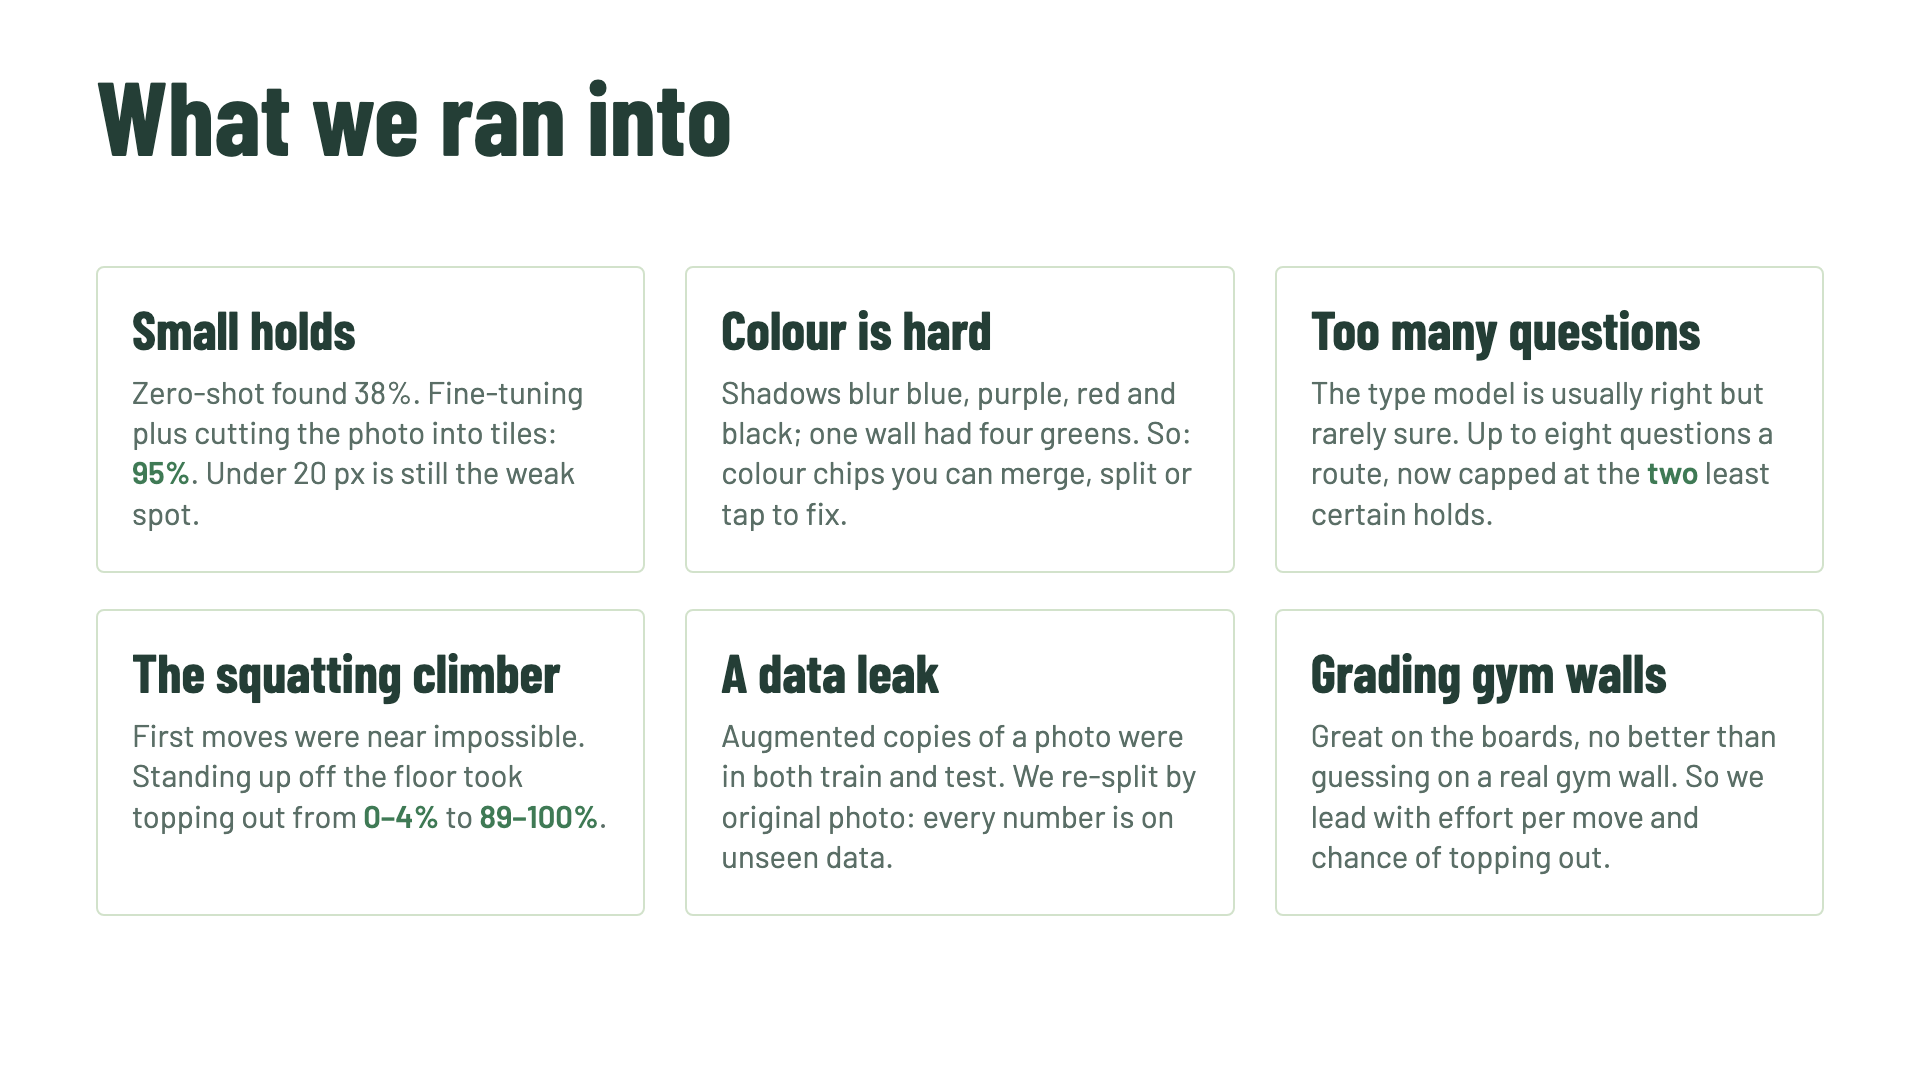 What we ran into
Small holds
Zero-shot found 38%. Fine-tuning
plus cutting the photo into tiles:
95%. Under 20 px is still the weak
spot.
Colour is hard
Shadows blur blue, purple, red and
black; one wall had four greens. So:
colour chips you can merge, split or
tap to fix.
Too many questions
The type model is usually right but
rarely sure. Up to eight questions a
route, now capped at the two least
certain holds.
The squatting climber
First moves were near impossible.
Standing up off the floor took
topping out from 0–4% to 89–100%.
A data leak
Augmented copies of a photo were
in both train and test. We re-split by
original photo: every number is on
unseen data.
Grading gym walls
Great on the boards, no better than
guessing on a real gym wall. So we
lead with effort per move and
chance of topping out.